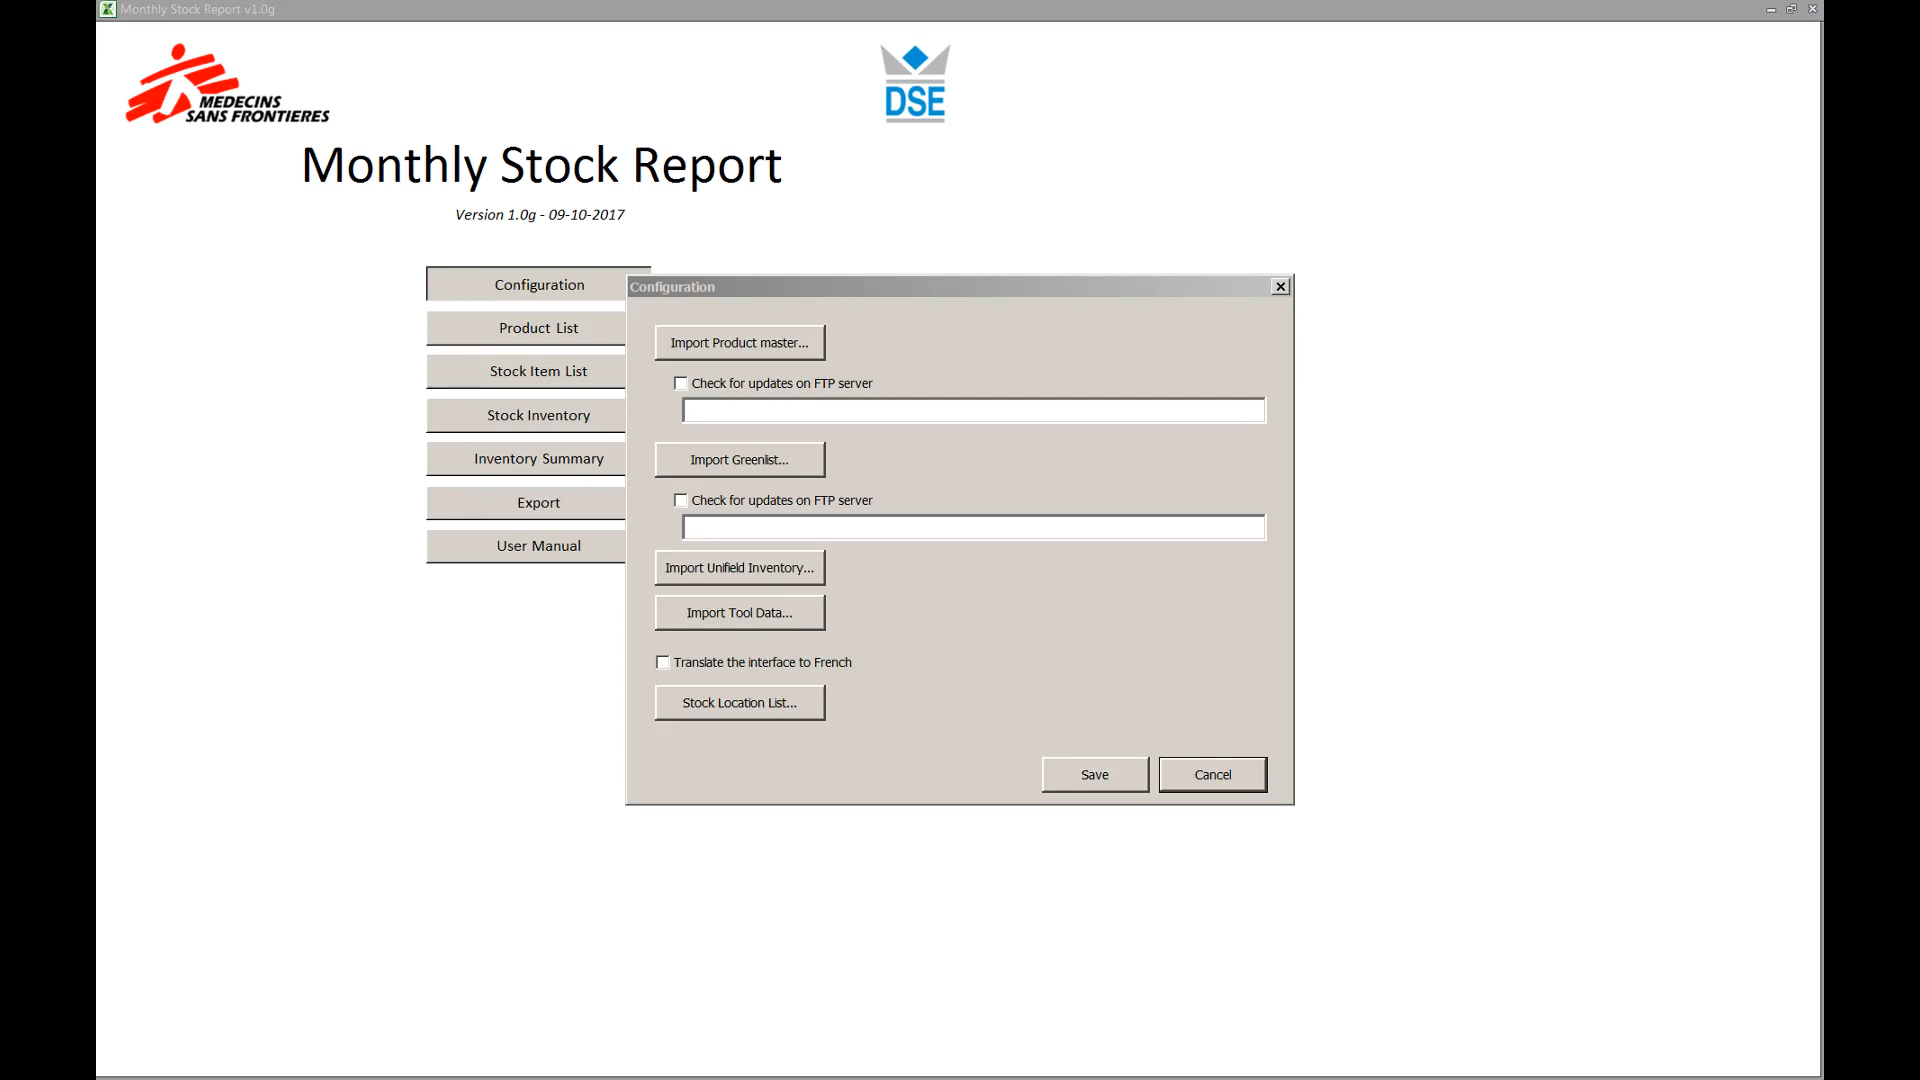 Monthly Stock Report v1.0g
MEDECINS
SANS FRONTIERES
DSE
Monthly Stock Report
Version 1.0g - 09-10-2017
Configuration
Product List
Stock Item List
Stock Inventory
Inventory Summary
Export
User Manual
Configuration
Import Product master...
Check for updates on FTP server
Import Greenlist...
Check for updates on FTP server
Import Unifield Inventory...
Import Tool Data...
Translate the interface to French
Stock Location List...
Save
Cancel